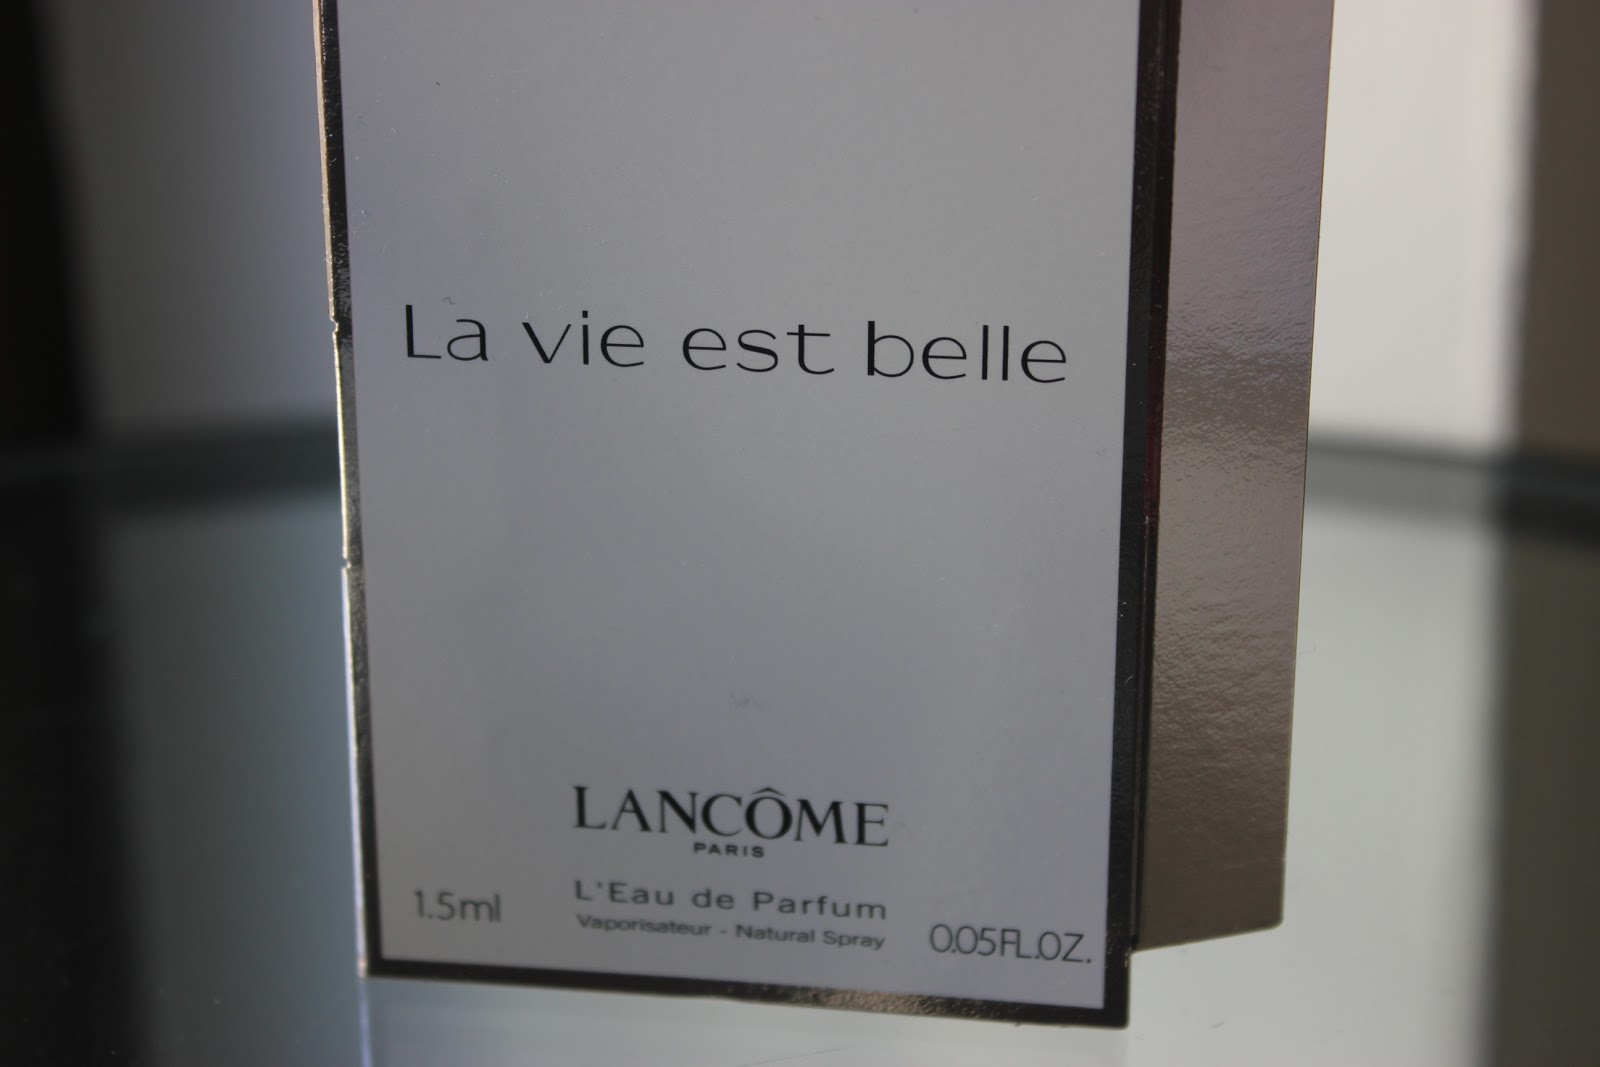 La vie est belle
LANCÔME
PARIS
L'Eau de Parfum
Vaporisateur - Natural Spray
1.5ml
0.05FL.OZ.